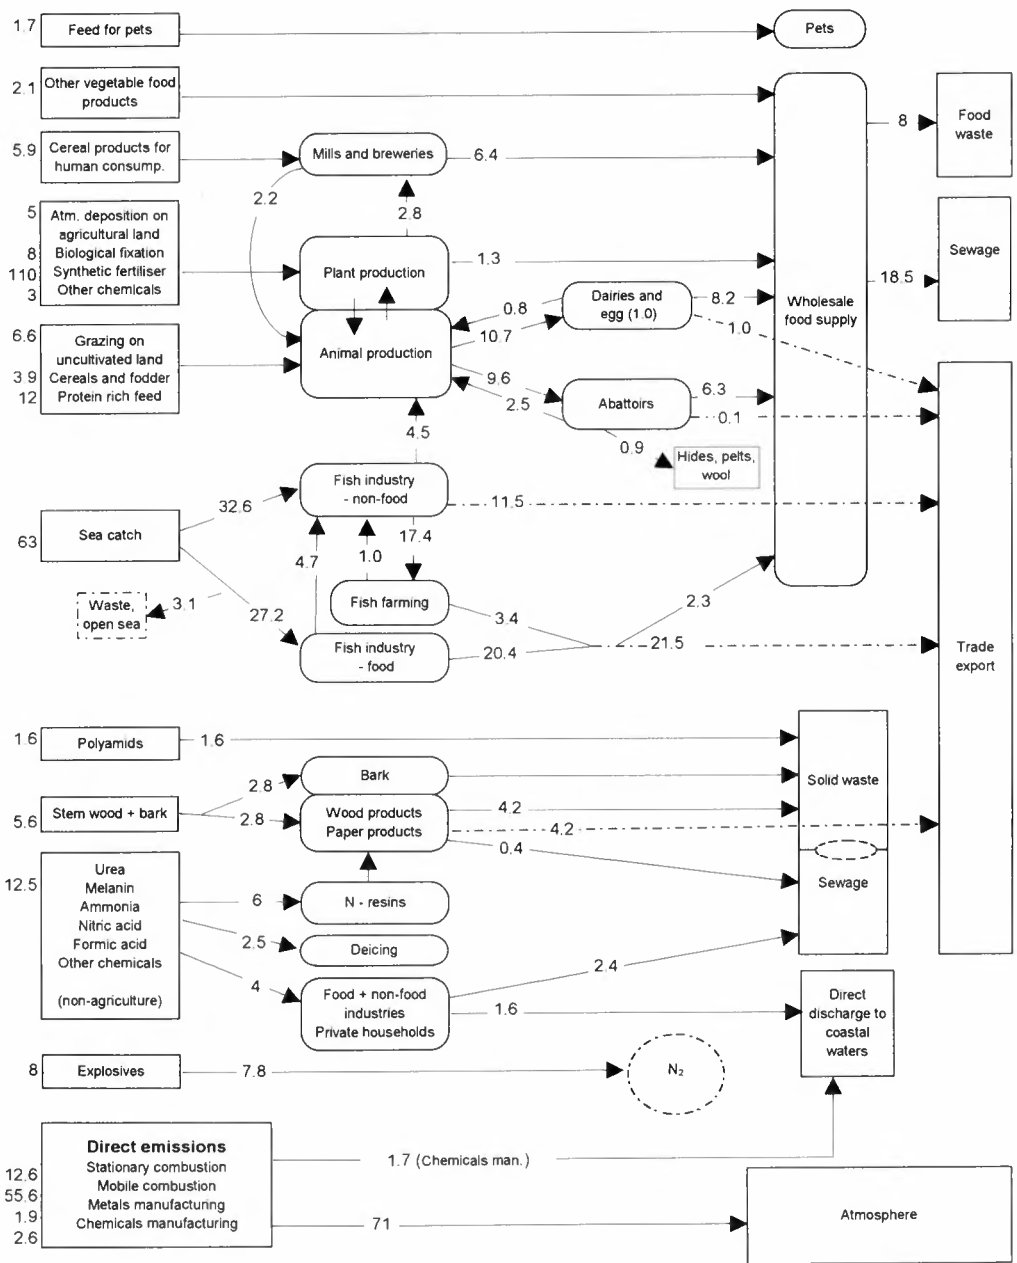 1.7
Feed for pets
Pets
2.1
Other vegetable food
products
5.9
Cereal products for
human consump.
Mills and breweries
6.4
8
Food
waste
2.2
2.8
5
Atm. deposition on
agricultural land
8
Biological fixation
110
Synthetic fertiliser
3
Other chemicals
Plant production
1.3
Sewage
18.5
Wholesale
food supply
6.6
Grazing on
uncultivated land
3.9
Cereals and fodder
12
Protein rich feed
Animal production
0.8
10.7
Dairies and
egg (1.0)
8.2
1.0
9.6
2.5
Abattoirs
6.3
0.1
0.9
Hides, pelts,
wool
4.5
Fish industry
- non-food
11.5
63
Sea catch
32.6
4.7
1.0
17.4
Waste,
open sea
3.1
27.2
Fish farming
3.4
2.3
Fish industry
- food
20.4
21.5
Trade
export
1.6
Polyamids
1.6
Solid waste
5.6
Stem wood + bark
2.8
2.8
Bark
Wood products
Paper products
4.2
4.2
0.4
Sewage
12.5
Urea
Melanin
Ammonia
Nitric acid
Formic acid
Other chemicals
(non-agriculture)
6
N - resins
2.5
Deicing
4
Food + non-food
industries
Private households
2.4
1.6
Direct
discharge to
coastal
waters
8
Explosives
7.8
N₂
Direct emissions
12.6
Stationary combustion
55.6
Mobile combustion
1.9
Metals manufacturing
2.6
Chemicals manufacturing
1.7 (Chemicals man.)
71
Atmosphere